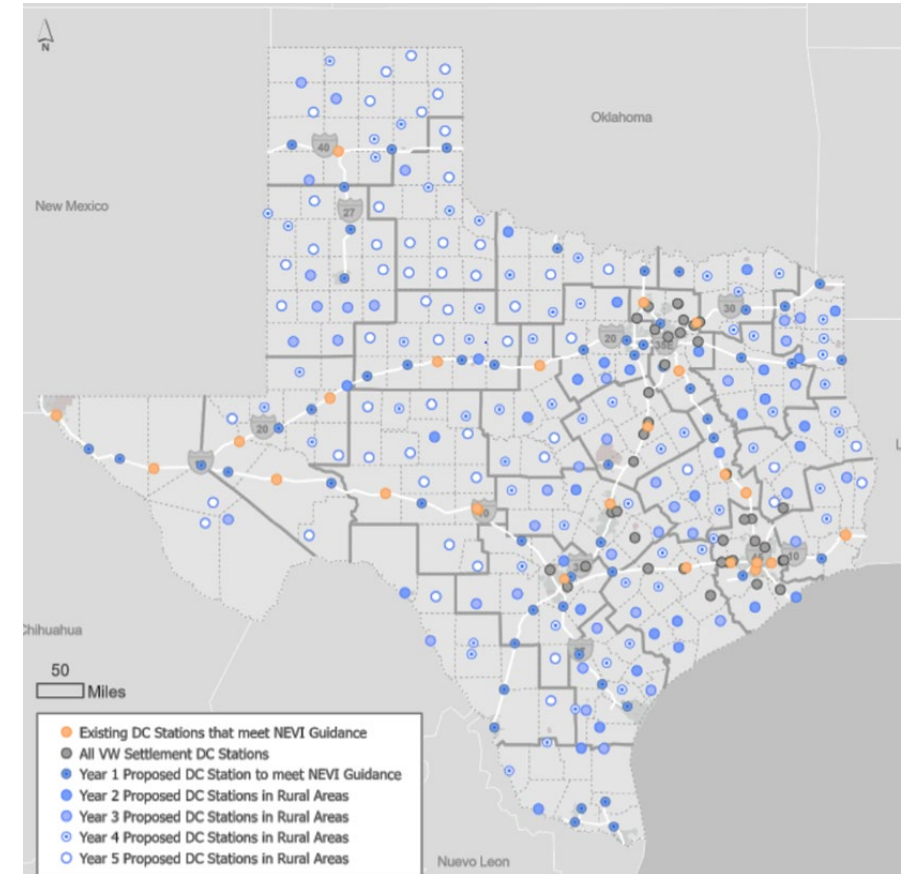 N
Oklahoma
40
New Mexico
27
30
20
35E
20
10
Chihuahua
50
Miles
Existing DC Stations that meet NEVI Guidance
All VW Settlement DC Stations
Year 1 Proposed DC Station to meet NEVI Guidance
Year 2 Proposed DC Stations in Rural Areas
Year 3 Proposed DC Stations in Rural Areas
Year 4 Proposed DC Stations in Rural Areas
Year 5 Proposed DC Stations in Rural Areas
Nuevo Leon